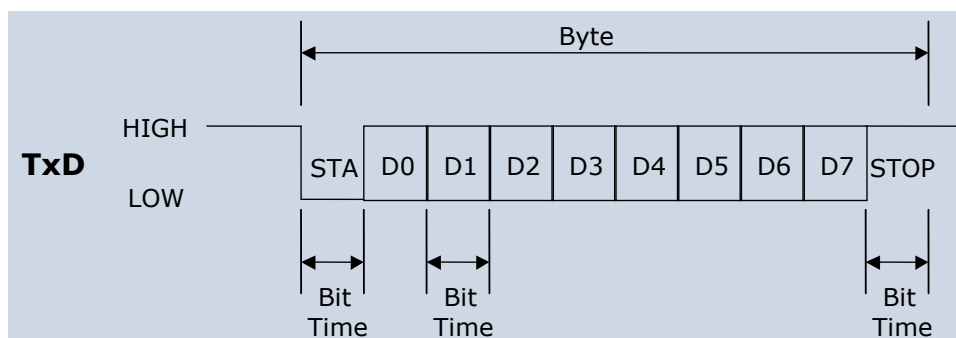 Byte
HIGH
TxD
STA D0 D1 D2 D3 D4 D5 D6 D7 STOP
LOW
Bit Time
Bit Time
Bit Time